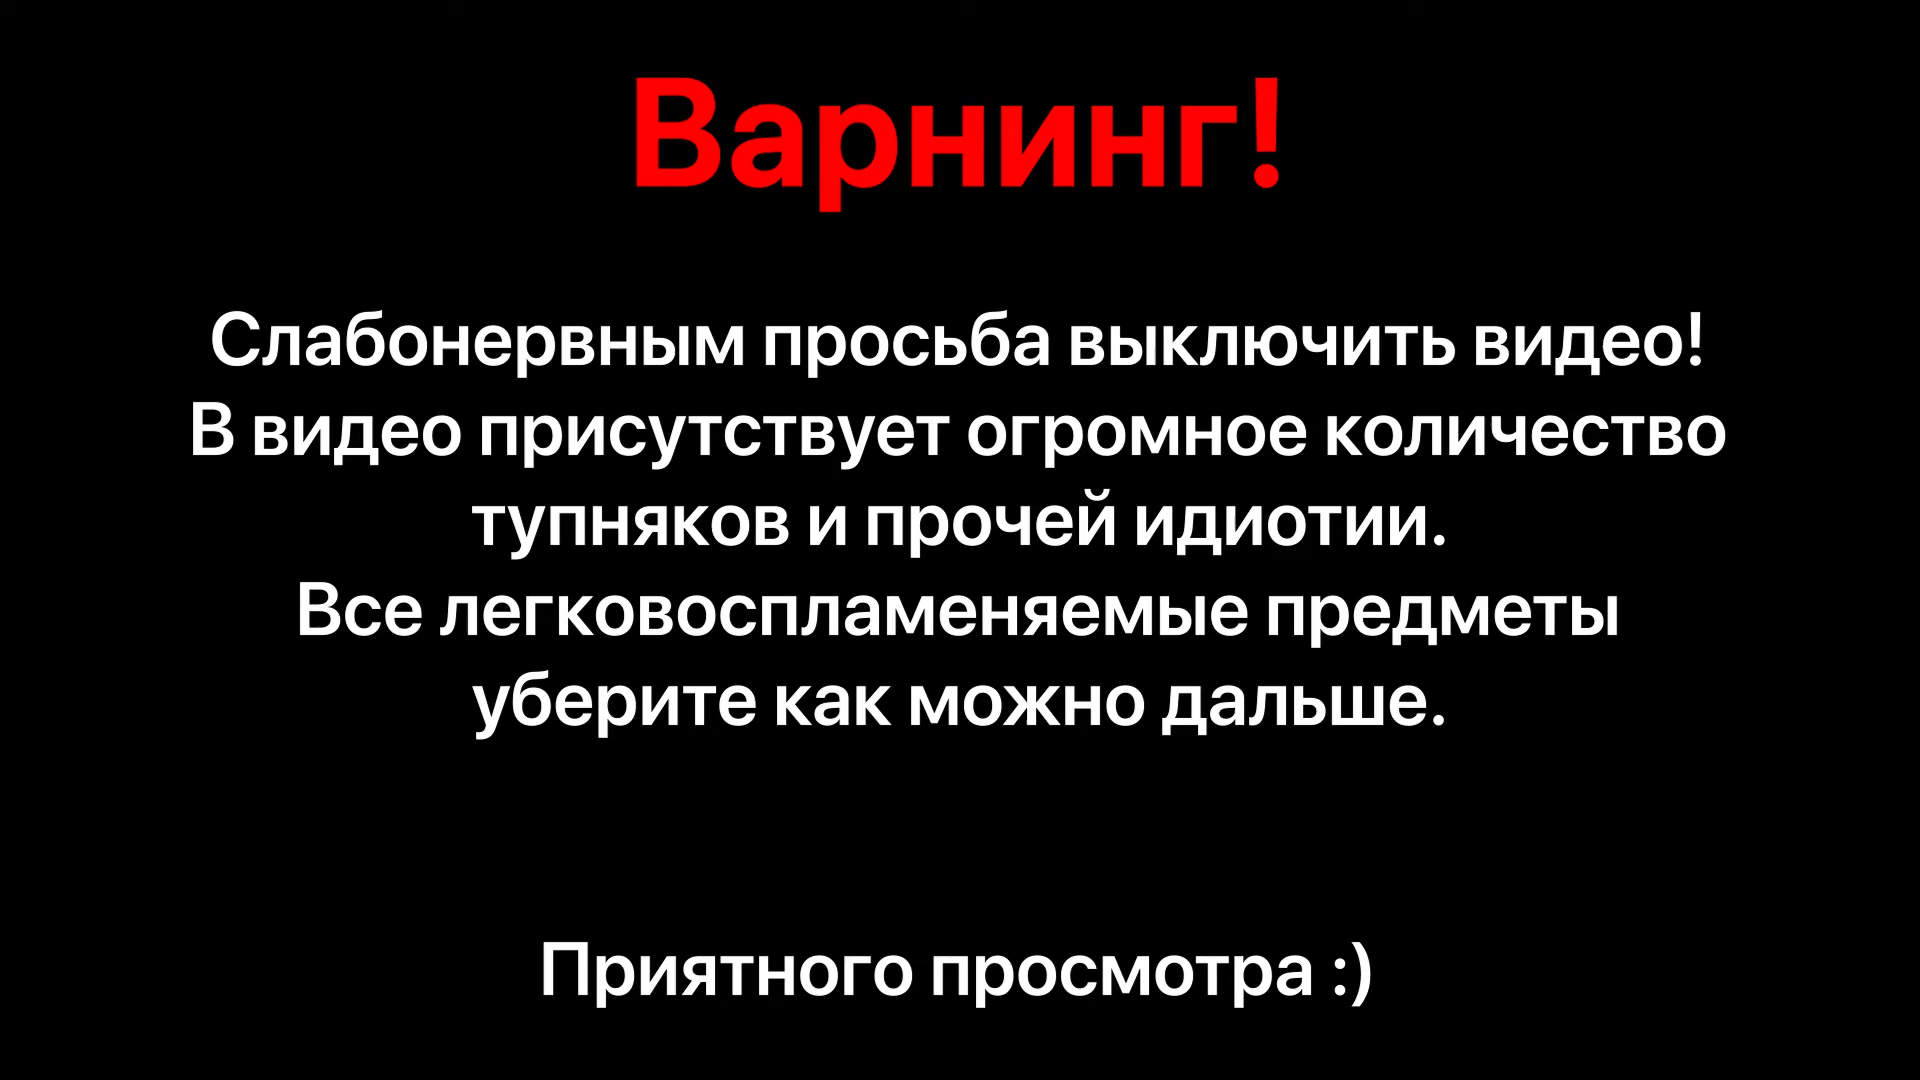 Варнинг!
Слабонервным просьба выключить видео!
В видео присутствует огромное количество
тупняков и прочей идиотии.
Все легковоспламеняемые предметы
уберите как можно дальше.
Приятного просмотра :)